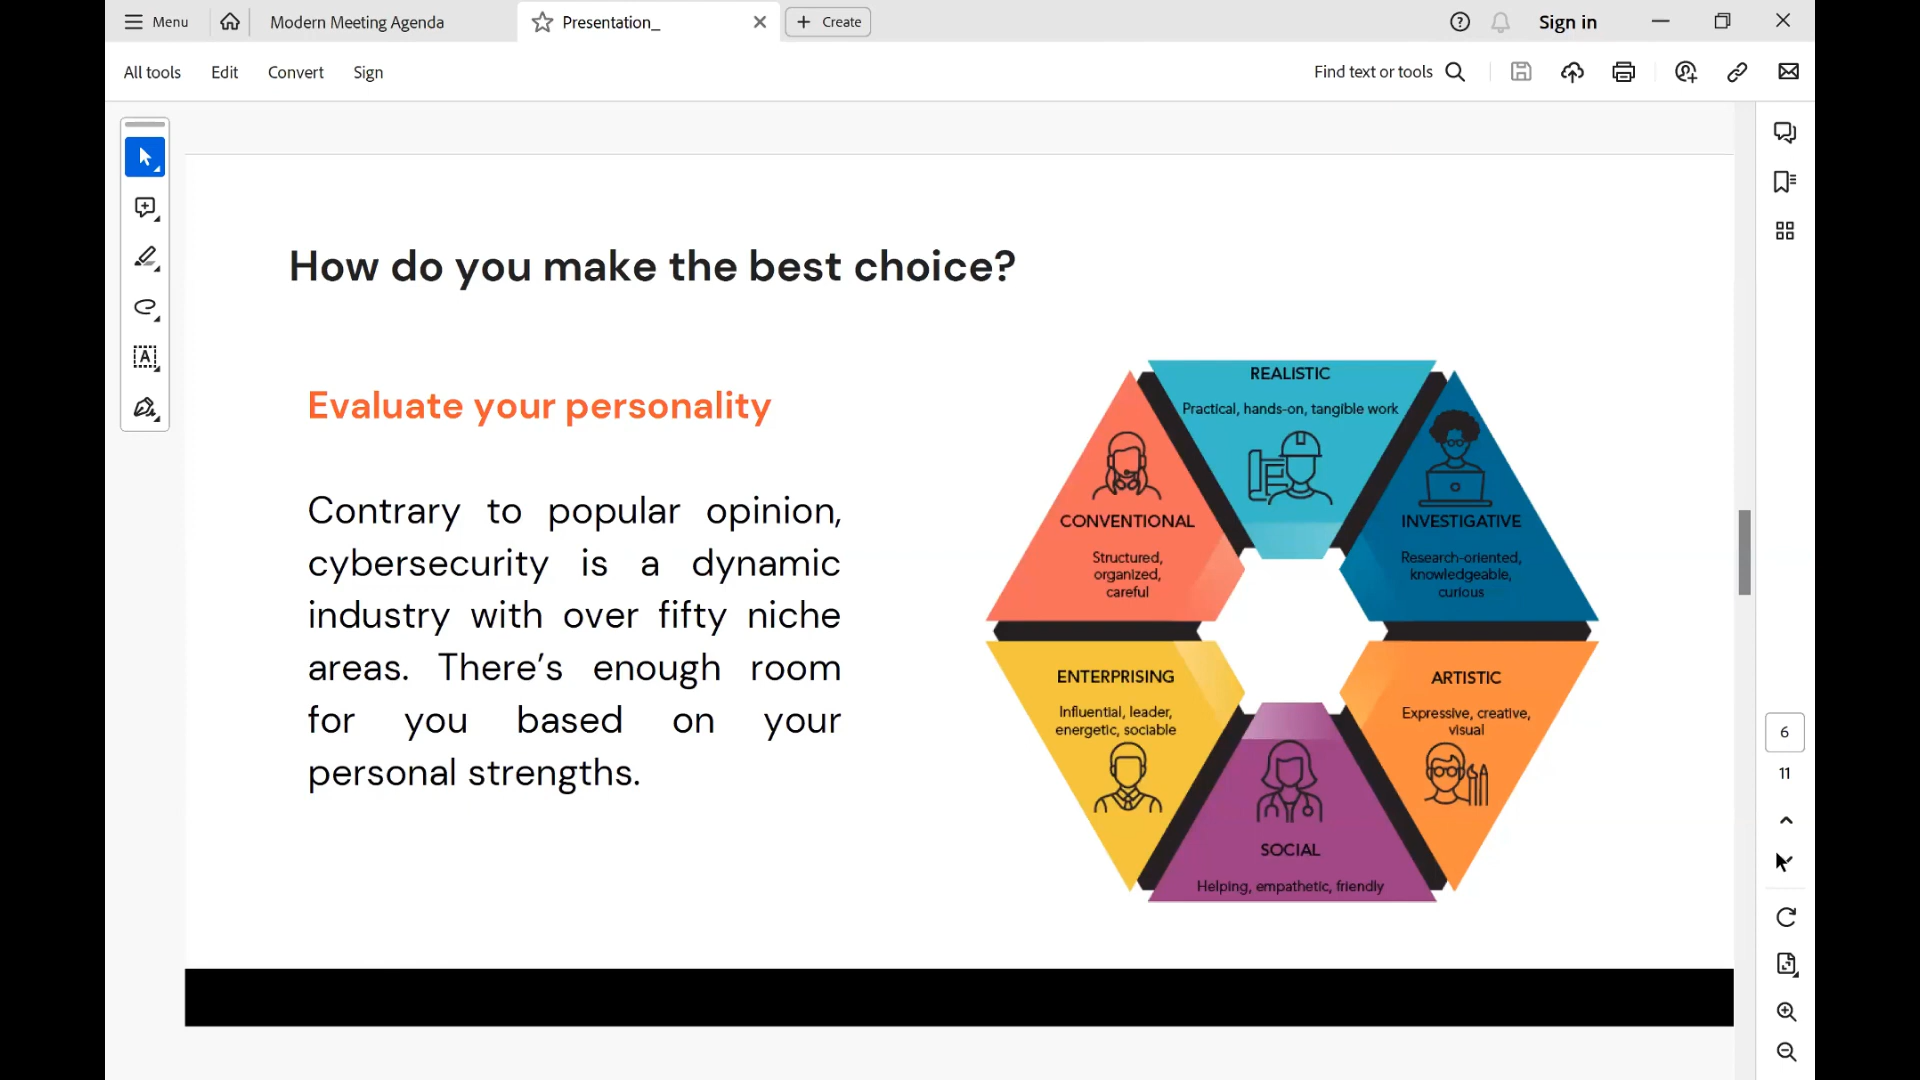 Menu
Modern Meeting Agenda
Presentation_
Create
Sign in
All tools
Edit
Convert
Sign
Find text or tools
How do you make the best choice?
Evaluate your personality
Contrary to popular opinion,
cybersecurity is a dynamic
industry with over fifty niche
areas. There’s enough room
for you based on your
personal strengths.
REALISTIC
Practical, hands-on, tangible work
CONVENTIONAL
Structured,
organized,
careful
INVESTIGATIVE
Research-oriented,
knowledgeable,
curious
ENTERPRISING
Influential, leader,
energetic, sociable
ARTISTIC
Expressive, creative,
visual
SOCIAL
Helping, empathetic, friendly
6
11